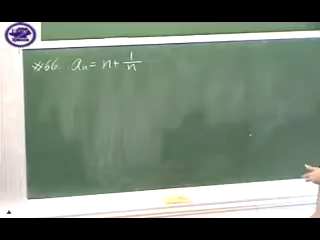 #66. aₙ = n + 1/n